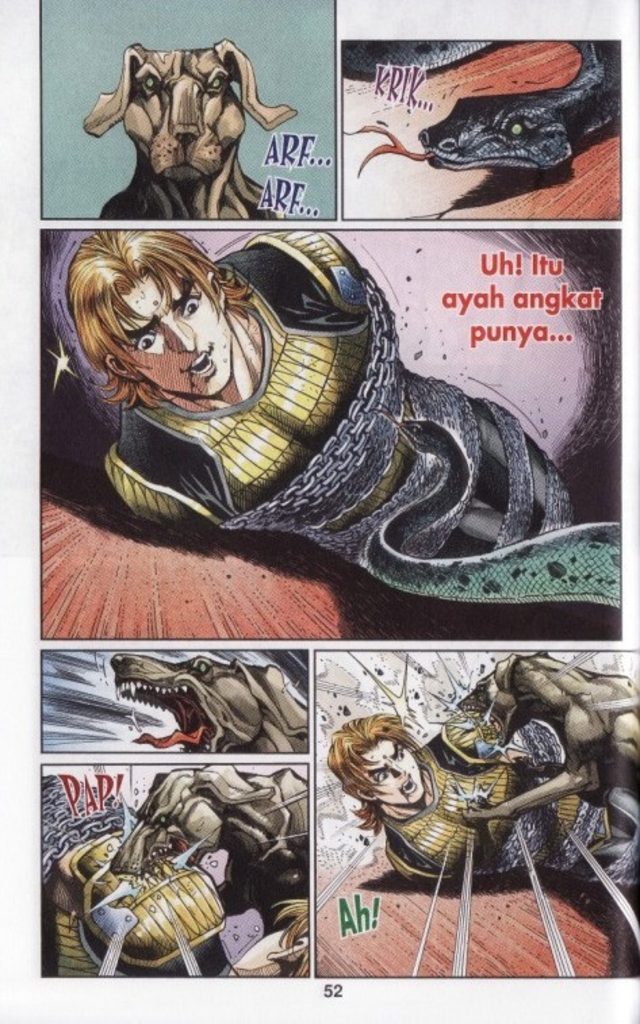 ARF...
ARF...
KRIK...
Uh! Itu
ayah angkat
punya...
PAP!
Ah!
52